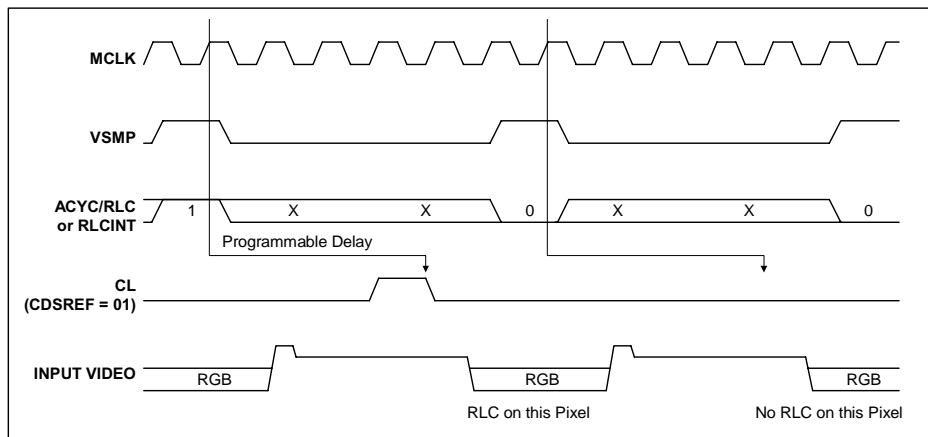 MCLK
VSMP
ACYC/RLC
or RLCINT
1 X X 0 X X 0
Programmable Delay
CL
(CDSREF = 01)
INPUT VIDEO
RGB RGB RGB
RLC on this Pixel No RLC on this Pixel